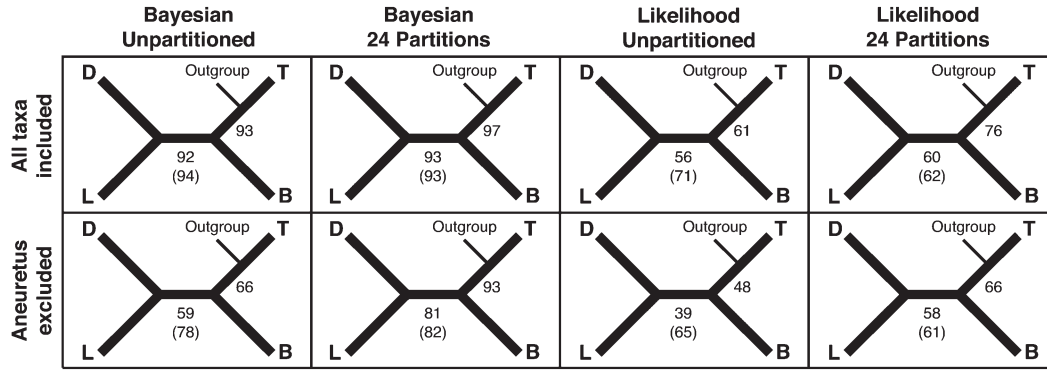 Bayesian
Unpartitioned
Bayesian
24 Partitions
Likelihood
Unpartitioned
Likelihood
24 Partitions
All taxa
included
D
Outgroup
T
93
92
(94)
L
B
D
Outgroup
T
97
93
(93)
L
B
D
Outgroup
T
61
56
(71)
L
B
D
Outgroup
T
76
60
(62)
L
B
Aneuretus
excluded
D
Outgroup
T
66
59
(78)
L
B
D
Outgroup
T
93
81
(82)
L
B
D
Outgroup
T
48
39
(65)
L
B
D
Outgroup
T
66
58
(61)
L
B